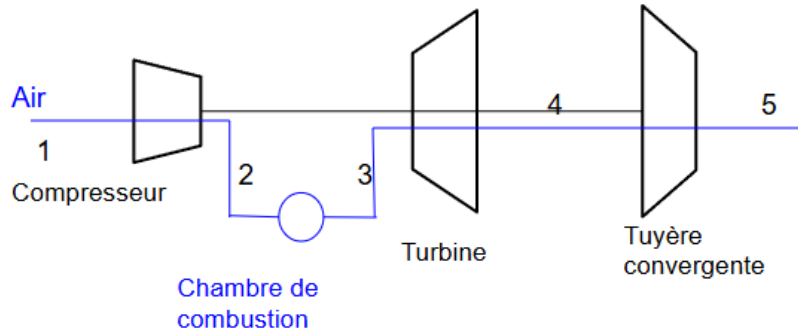 Air
1
Compresseur
2
3
Chambre de
combustion
Turbine
4
5
Tuyère
convergente